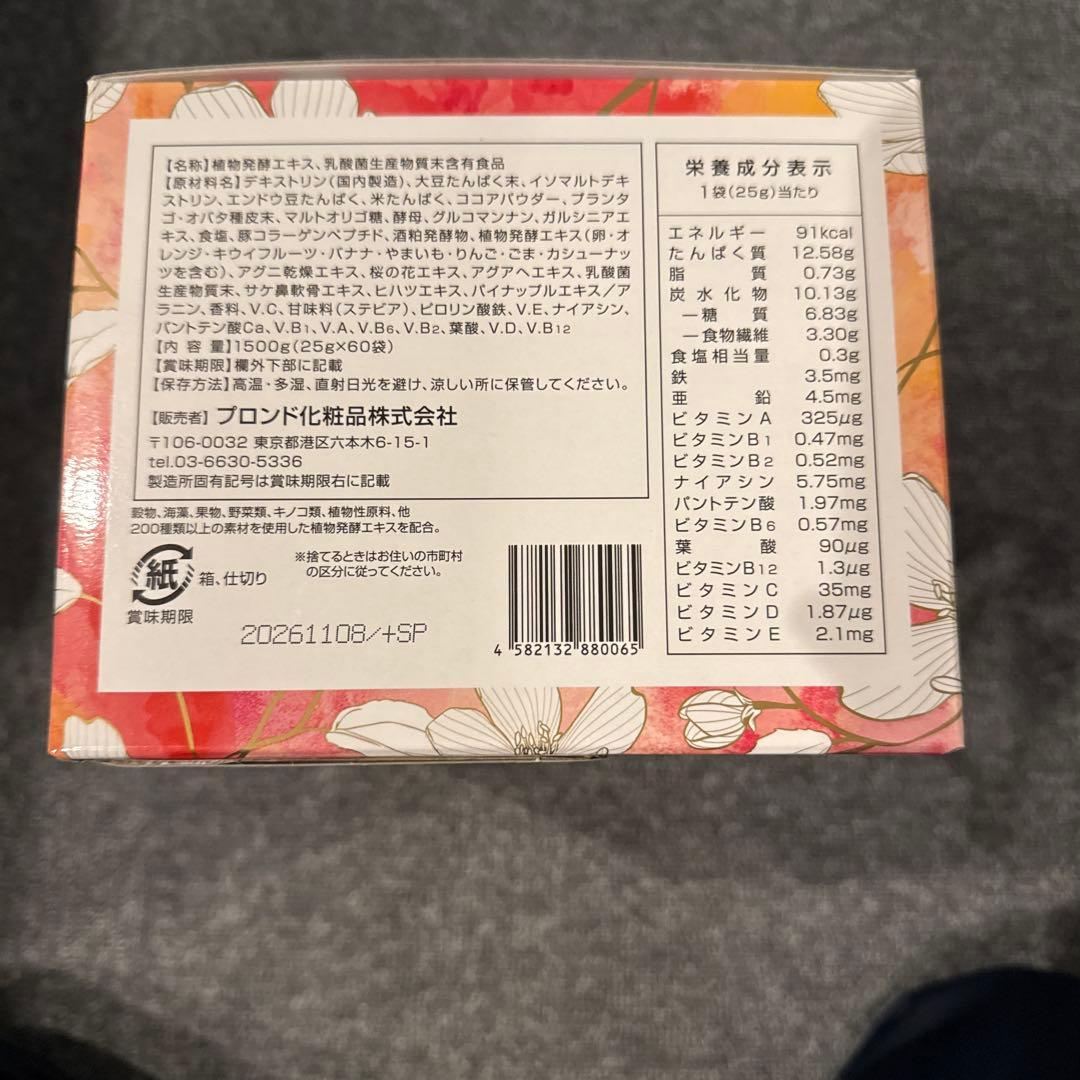 【名称】植物発酵エキス、乳酸菌生産物質末含有食品
【原材料名】デキストリン(国内製造)、大豆たんぱく末、イソマルトデキ
ストリン、エンドウ豆たんぱく、米たんぱく、ココアパウダー、プランタ
ゴ・オバタ種皮末、マルトオリゴ糖、酵母、グルコマンナン、ガルシニアエ
キス、食塩、豚コラーゲンペプチド、酒粕発酵物、植物発酵エキス(卵・オ
レンジ・キウイフルーツ・バナナ・やまいも・りんご・ごま・カシューナッ
ツを含む)、アグニ乾燥エキス、桜の花エキス、アグアヘエキス、乳酸菌
生産物質末、サケ鼻軟骨エキス、ヒハツエキス、パイナップルエキス/ア
ラニン、香料、V.C、甘味料(ステビア)、ピロリン酸鉄、V.E、ナイアシン、
パントテン酸Ca、V.B1、V.A、V.B6、V.B2、葉酸、V.D、V.B12
【内容量】1500g(25g×60袋)
【賞味期限】欄外下部に記載
【保存方法】高温・多湿、直射日光を避け、涼しい所に保管してください。
【販売者】ブロンド化粧品株式会社
〒106-0032 東京都港区六本木6-15-1
tel.03-6630-5336
製造所固有記号は賞味期限右に記載
穀物、海藻、果物、野菜類、キノコ類、植物性原料、他
200種類以上の素材を使用した植物発酵エキスを配合。
紙 箱、仕切り
※捨てるときはお住いの市町村
の区分に従ってください。
賞味期限
20261108/+SP
4 582132 880065
栄養成分表示
1袋(25g)当たり
エネルギー 91kcal
たんぱく質 12.58g
脂質 0.73g
炭水化物 10.13g
―糖質 6.83g
―食物繊維 3.30g
食塩相当量 0.3g
鉄 3.5mg
亜鉛 4.5mg
ビタミンA 325μg
ビタミンB1 0.47mg
ビタミンB2 0.52mg
ナイアシン 5.75mg
パントテン酸 1.97mg
ビタミンB6 0.57mg
葉酸 90μg
ビタミンB12 1.3μg
ビタミンC 35mg
ビタミンD 1.87μg
ビタミンE 2.1mg